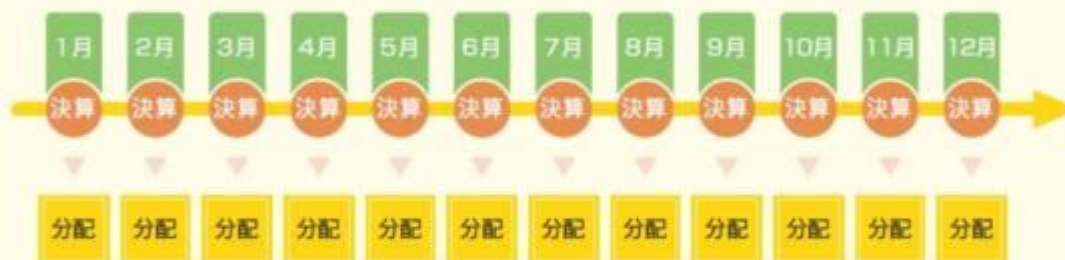 1月 2月 3月 4月 5月 6月 7月 8月 9月 10月 11月 12月
決算 決算 決算 決算 決算 決算 決算 決算 決算 決算 決算 決算
分配 分配 分配 分配 分配 分配 分配 分配 分配 分配 分配 分配